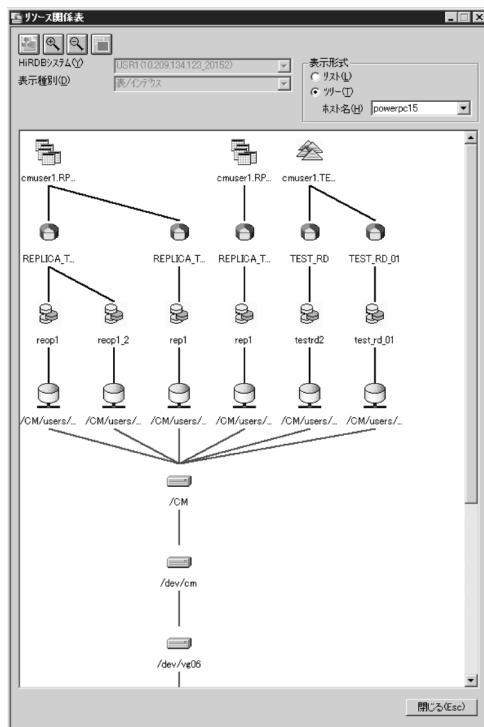 リソース関係表
HiRDBシステム(Y)
USR1(10.209.134.123_20152)
表示種別(D)
表/インデクス
表示形式
リスト(L)
ツリー(T)
ホスト名(H)
powerpc15
cmuser1.RP... cmuser1.RP... cmuser1.TE...
REPLICA_T... REPLICA_T... REPLICA_T... TEST_RD TEST_RD_01
reop1 reop1_2 rep1 rep1 testrd2 test_rd_01
/CM/users/... /CM/users/... /CM/users/... /CM/users/... /CM/users/... /CM/users/...
/CM
/dev/cm
/dev/vg06
閉じる(Esc)